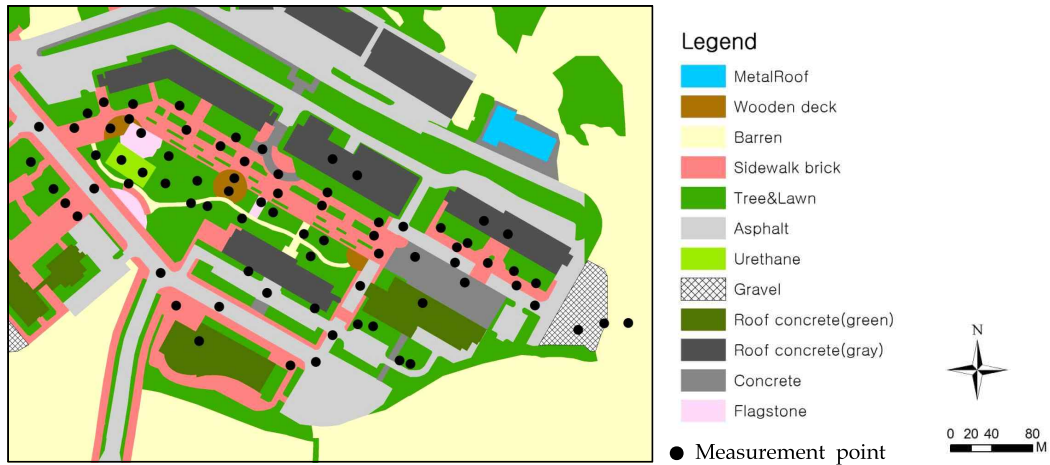 Legend
MetalRoof
Wooden deck
Barren
Sidewalk brick
Tree&Lawn
Asphalt
Urethane
Gravel
Roof concrete(green)
Roof concrete(gray)
Concrete
Flagstone
Measurement point
N
0 20 40 80
M